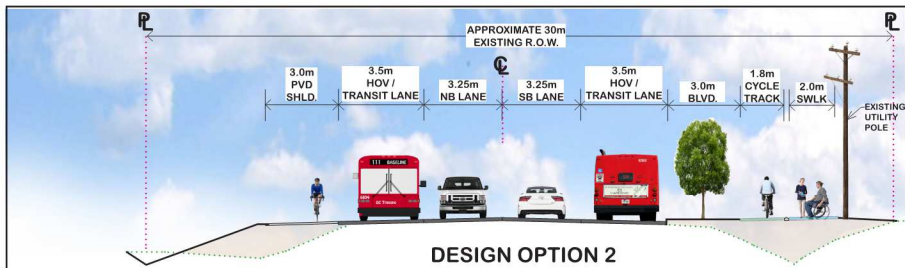 PL
PL
APPROXIMATE 30m
EXISTING R.O.W.
CL
3.0m
PVD
SHLD.
3.5m
HOV /
TRANSIT LANE
3.25m
NB LANE
3.25m
SB LANE
3.5m
HOV /
TRANSIT LANE
3.0m
BLVD.
1.8m
CYCLE
TRACK
2.0m
SWLK
EXISTING
UTILITY
POLE
111 BASELINE
OC Transpo
DESIGN OPTION 2